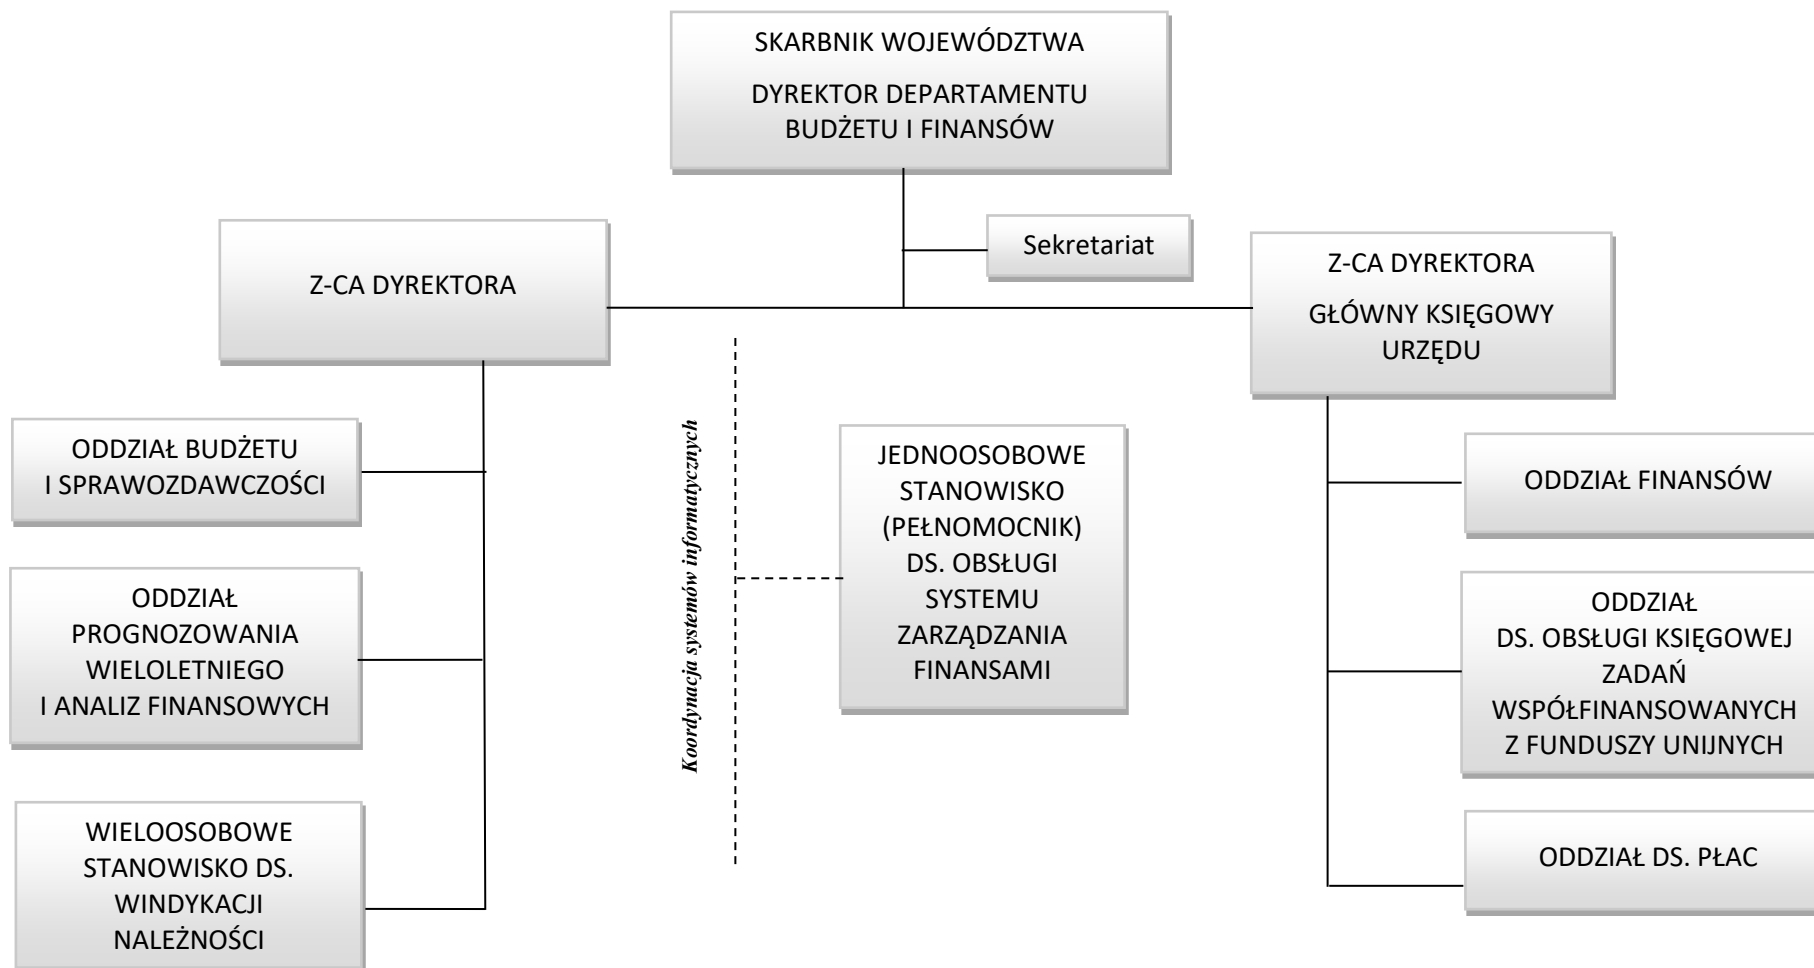 SKARBNIK WOJEWÓDZTWA
DYREKTOR DEPARTAMENTU
BUDŻETU I FINANSÓW
Sekretariat
Z-CA DYREKTORA
Z-CA DYREKTORA
GŁÓWNY KSIĘGOWY
URZĘDU
ODDZIAŁ BUDŻETU
I SPRAWOZDAWCZOŚCI
ODDZIAŁ
PROGNOZOWANIA
WIELOLETNIEGO
I ANALIZ FINANSOWYCH
WIELOOSOBOWE
STANOWISKO DS.
WINDYKACJI
NALEŻNOŚCI
Koordynacja systemów informatycznych
JEDNOOSOBOWE
STANOWISKO
(PEŁNOMOCNIK)
DS. OBSŁUGI
SYSTEMU
ZARZĄDZANIA
FINANSAMI
ODDZIAŁ FINANSÓW
ODDZIAŁ
DS. OBSŁUGI KSIĘGOWEJ
ZADAŃ
WSPÓŁFINANSOWANYCH
Z FUNDUSZY UNIJNYCH
ODDZIAŁ DS. PŁAC